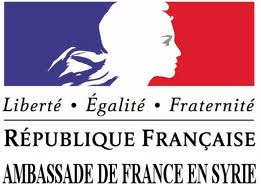 Liberté • Égalité • Fraternité
RÉPUBLIQUE FRANÇAISE
AMBASSADE DE FRANCE EN SYRIE